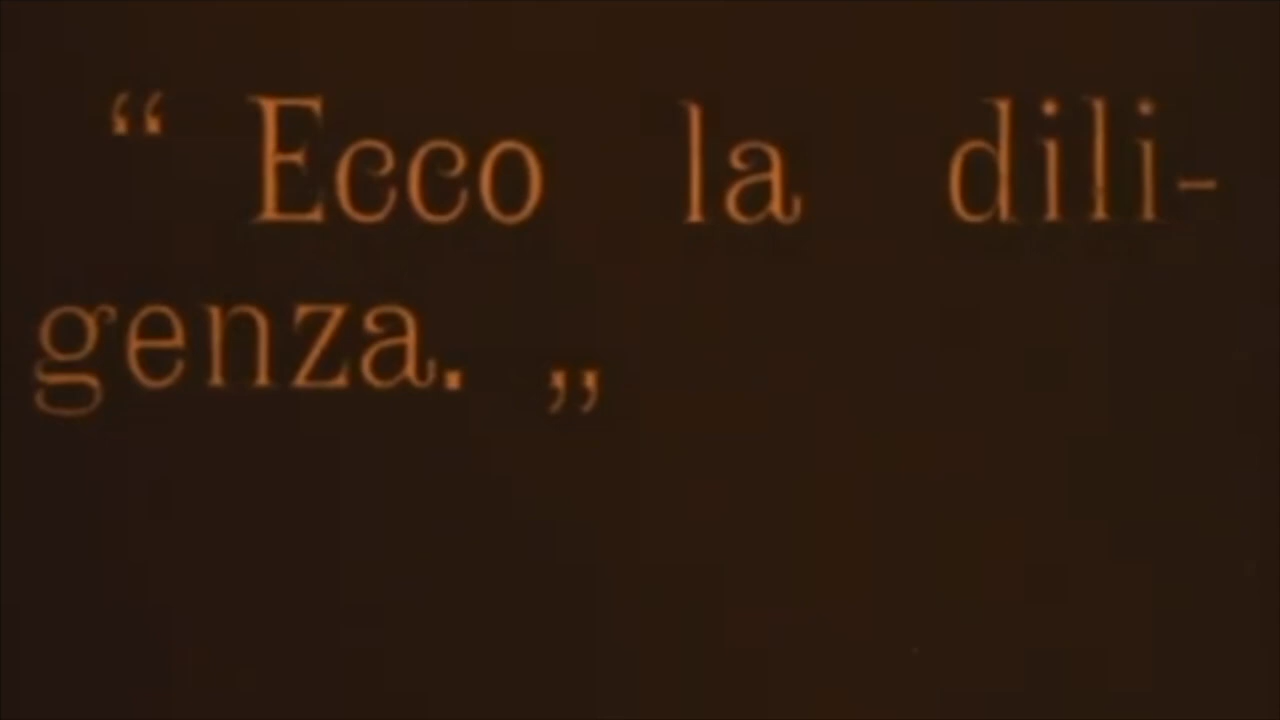 “ Ecco la dili-
genza. „